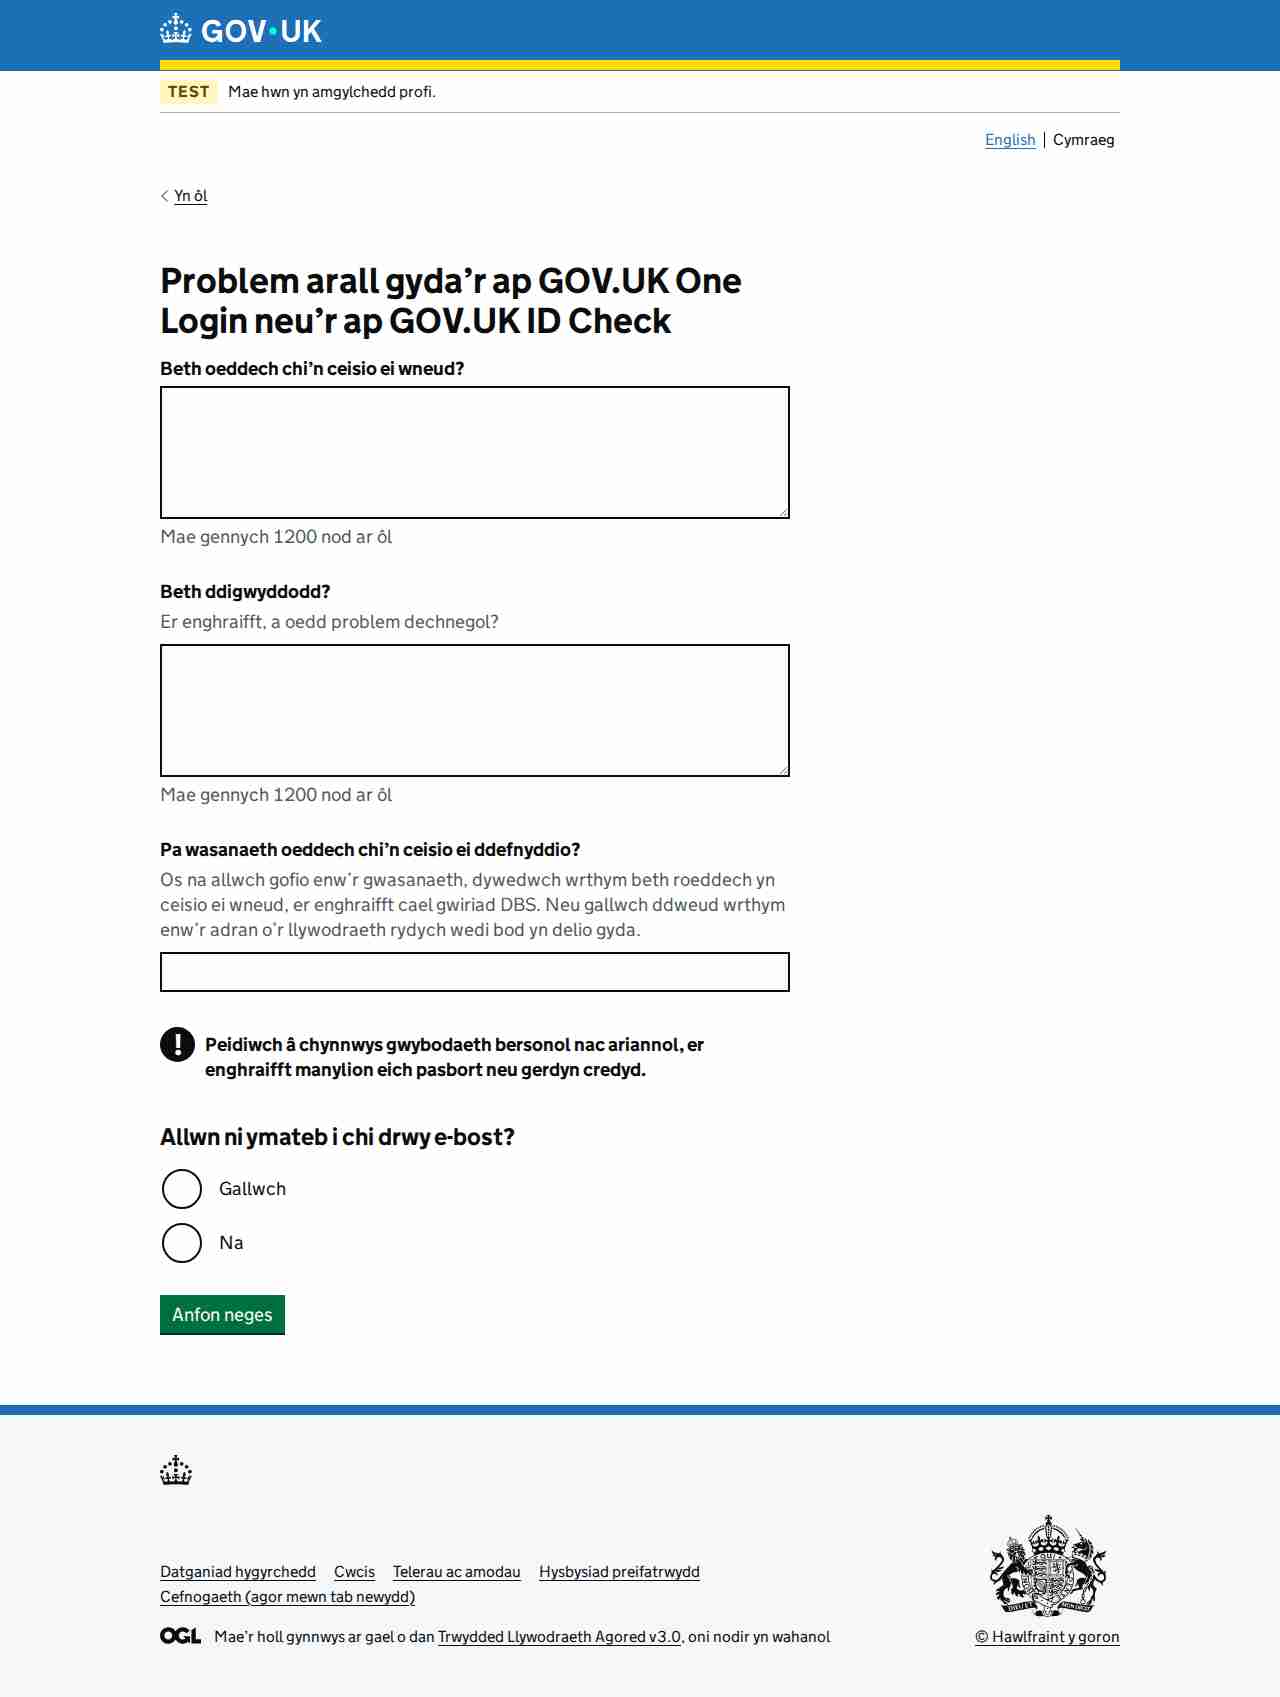 GOV·UK
TEST Mae hwn yn amgylchedd profi.
English | Cymraeg
Yn ôl
Problem arall gyda’r ap GOV.UK One
Login neu’r ap GOV.UK ID Check
Beth oeddech chi’n ceisio ei wneud?
Mae gennych 1200 nod ar ôl
Beth ddigwyddodd?
Er enghraifft, a oedd problem dechnegol?
Mae gennych 1200 nod ar ôl
Pa wasanaeth oeddech chi’n ceisio ei ddefnyddio?
Os na allwch gofio enw’r gwasanaeth, dywedwch wrthym beth roeddech yn
ceisio ei wneud, er enghraifft cael gwiriad DBS. Neu gallwch ddweud wrthym
enw’r adran o’r llywodraeth rydych wedi bod yn delio gyda.
! Peidiwch â chynnwys gwybodaeth bersonol nac ariannol, er
enghraifft manylion eich pasbort neu gerdyn credyd.
Allwn ni ymateb i chi drwy e-bost?
Gallwch
Na
Anfon neges
Datganiad hygyrchedd Cwcis Telerau ac amodau Hysbysiad preifatrwydd
Cefnogaeth (agor mewn tab newydd)
OGL Mae’r holl gynnwys ar gael o dan Trwydded Llywodraeth Agored v3.0, oni nodir yn wahanol
© Hawlfraint y goron